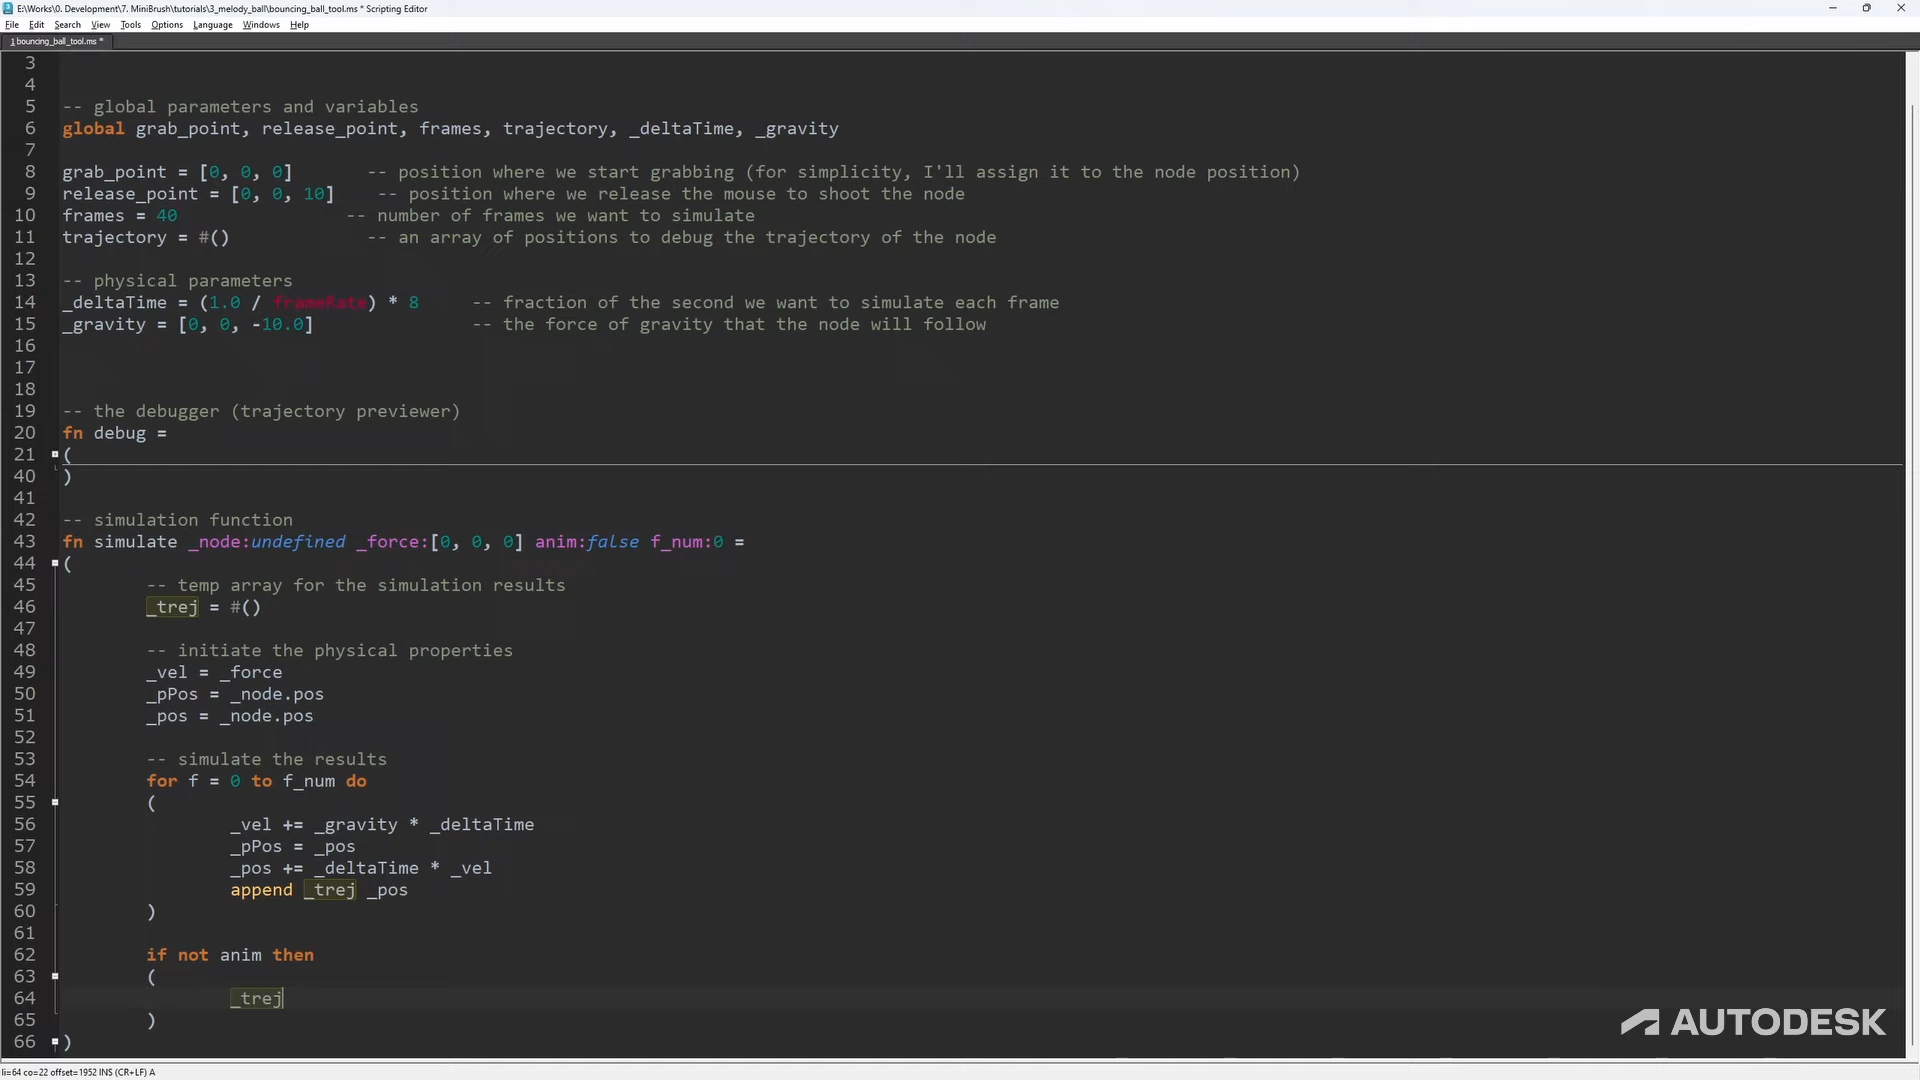 E:\Works\0. Development\7. MiniBrush\tutorials\3_melody_ball\bouncing_ball_tool.ms * Scripting Editor
File Edit Search View Tools Options Language Windows Help
1 bouncing_ball_tool.ms *
3
4
5 -- global parameters and variables
6 global grab_point, release_point, frames, trajectory, _deltaTime, _gravity
7
8 grab_point = [0, 0, 0] -- position where we start grabbing (for simplicity, I'll assign it to the node position)
9 release_point = [0, 0, 10] -- position where we release the mouse to shoot the node
10 frames = 40 -- number of frames we want to simulate
11 trajectory = #() -- an array of positions to debug the trajectory of the node
12
13 -- physical parameters
14 _deltaTime = (1.0 / frameRate) * 8 -- fraction of the second we want to simulate each frame
15 _gravity = [0, 0, -10.0] -- the force of gravity that the node will follow
16
17
18
19 -- the debugger (trajectory previewer)
20 fn debug =
21 (
40 )
41
42 -- simulation function
43 fn simulate _node:undefined _force:[0, 0, 0] anim:false f_num:0 =
44 (
45 -- temp array for the simulation results
46 _trej = #()
47
48 -- initiate the physical properties
49 _vel = _force
50 _pPos = _node.pos
51 _pos = _node.pos
52
53 -- simulate the results
54 for f = 0 to f_num do
55 (
56 _vel += _gravity * _deltaTime
57 _pPos = _pos
58 _pos += _deltaTime * _vel
59 append _trej _pos
60 )
61
62 if not anim then
63 (
64 _trej
65 )
66 )
AUTODESK
li=64 co=22 offset=1952 INS (CR+LF) A